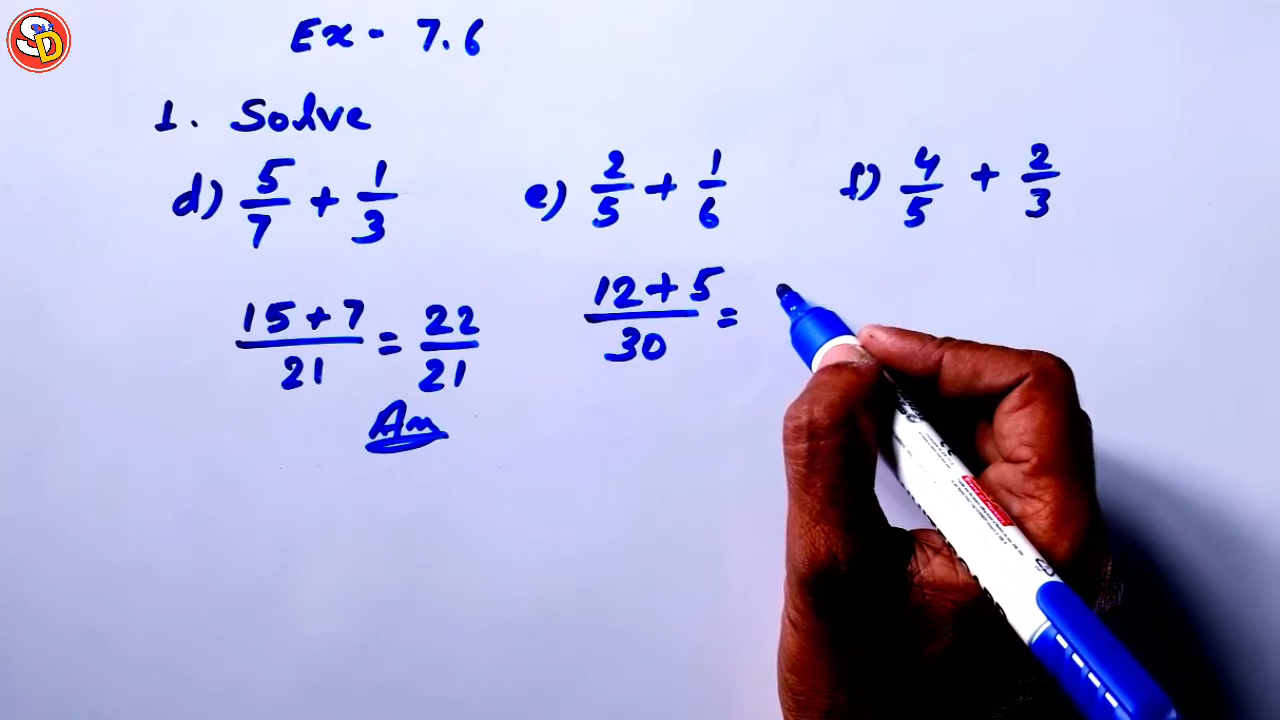 SD
Ex - 7.6
1. Solve
d) 5/7 + 1/3 e) 2/5 + 1/6 f) 4/5 + 2/3
15+7/21 = 22/21 12+5/30 =
Ans